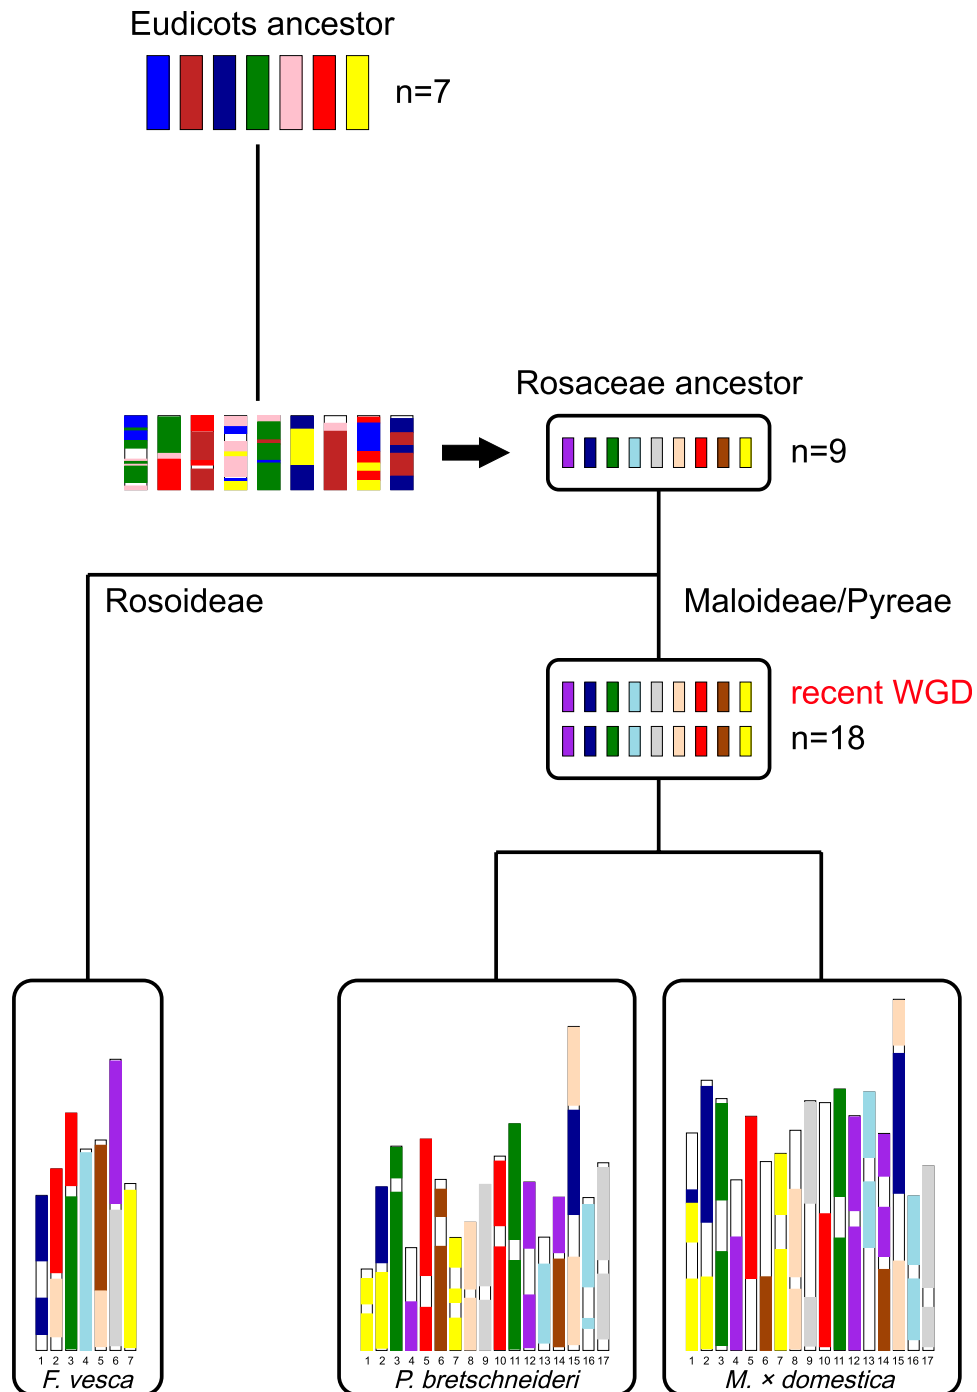 Eudicots ancestor
n=7
Rosaceae ancestor
n=9
Rosoideae
Maloideae/Pyreae
recent WGD
n=18
1 2 3 4 5 6 7
F. vesca
1 2 3 4 5 6 7 8 9 10 11 12 13 14 15 16 17
P. bretschneideri
1 2 3 4 5 6 7 8 9 10 11 12 13 14 15 16 17
M. × domestica